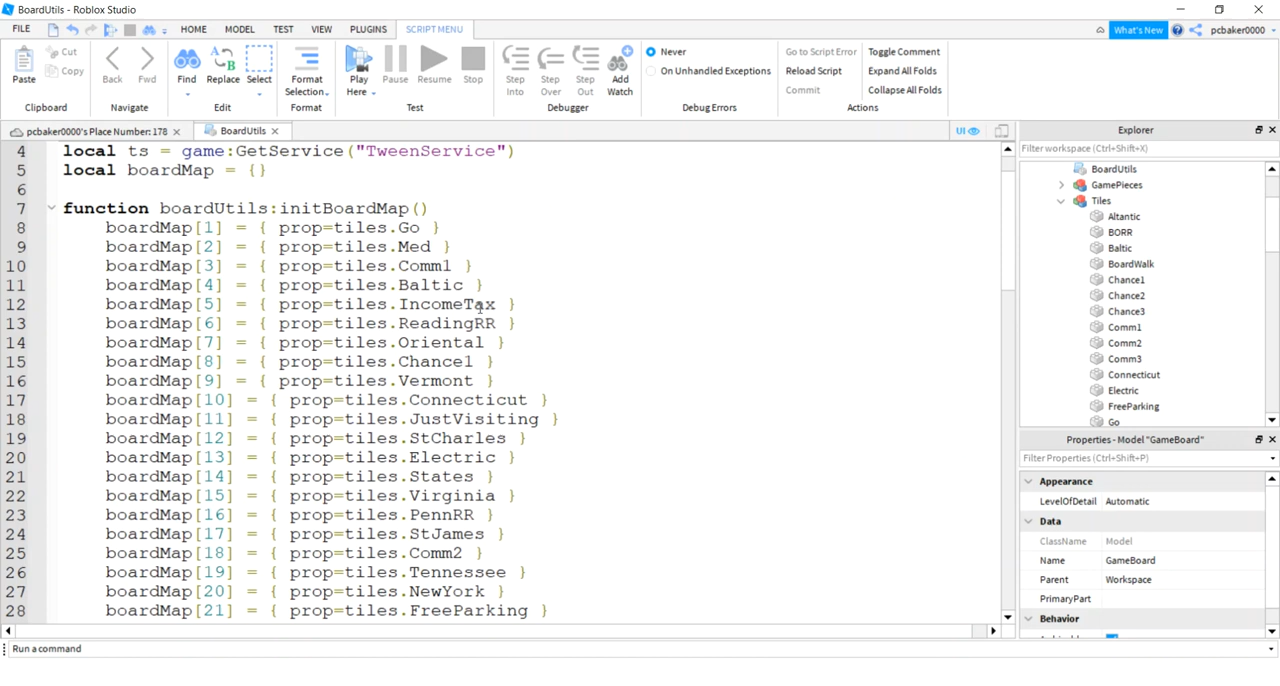 BoardUtils - Roblox Studio
FILE HOME MODEL TEST VIEW PLUGINS SCRIPT MENU What's New pcbaker0000
Paste Cut Copy Back Fwd Find Replace Select Format Selection Play Here Pause Resume Stop Step Into Step Over Step Out Add Watch Never On Unhandled Exceptions Go to Script Error Reload Script Commit Apply Comment Expand All Folds Collapse All Folds
Clipboard Navigate Edit Format Test Debugger Debug Errors Actions
pcbaker0000's Place Number: 178 BoardUtils UI
4 local ts = game:GetService("TweenService")
5 local boardMap = {}
6
7 function boardUtils:initBoardMap()
8 boardMap[1] = { prop=tiles.Go }
9 boardMap[2] = { prop=tiles.Med }
10 boardMap[3] = { prop=tiles.Comm1 }
11 boardMap[4] = { prop=tiles.Baltic }
12 boardMap[5] = { prop=tiles.IncomeTax }
13 boardMap[6] = { prop=tiles.ReadingRR }
14 boardMap[7] = { prop=tiles.Oriental }
15 boardMap[8] = { prop=tiles.Chance1 }
16 boardMap[9] = { prop=tiles.Vermont }
17 boardMap[10] = { prop=tiles.Connecticut }
18 boardMap[11] = { prop=tiles.JustVisiting }
19 boardMap[12] = { prop=tiles.StCharles }
20 boardMap[13] = { prop=tiles.Electric }
21 boardMap[14] = { prop=tiles.States }
22 boardMap[15] = { prop=tiles.Virginia }
23 boardMap[16] = { prop=tiles.PennRR }
24 boardMap[17] = { prop=tiles.StJames }
25 boardMap[18] = { prop=tiles.Comm2 }
26 boardMap[19] = { prop=tiles.Tennessee }
27 boardMap[20] = { prop=tiles.NewYork }
28 boardMap[21] = { prop=tiles.FreeParking }
Explorer
Filter workspace (Ctrl+Shift+X)
BoardUtils
GamePieces
Tiles
Altantic
BORR
Baltic
BoardWalk
Chance1
Chance2
Chance3
Comm1
Comm2
Comm3
Connecticut
Electric
FreeParking
Go
Properties - Model "GameBoard"
Filter Properties (Ctrl+Shift+P)
Appearance
LevelOfDetail Automatic
Data
ClassName Model
Name GameBoard
Parent Workspace
PrimaryPart
Behavior
Run a command